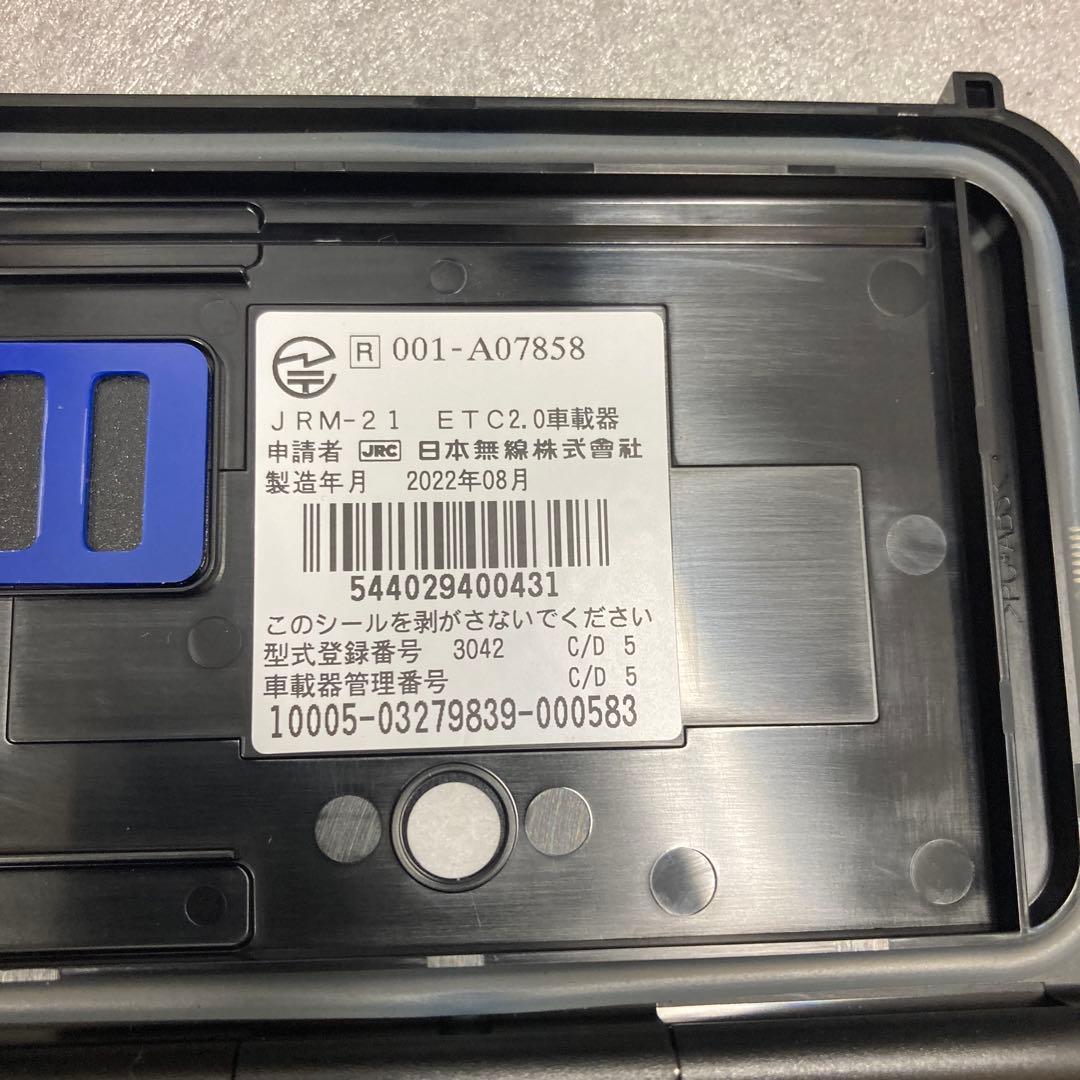 R 001-A07858
JRM-21 ETC2.0車載器
申請者 JRC 日本無線株式會社
製造年月 2022年08月
544029400431
このシールを剥がさないでください
型式登録番号 3042 C/D 5
車載器管理番号 C/D 5
10005-03279839-000583
>PC+ABS<